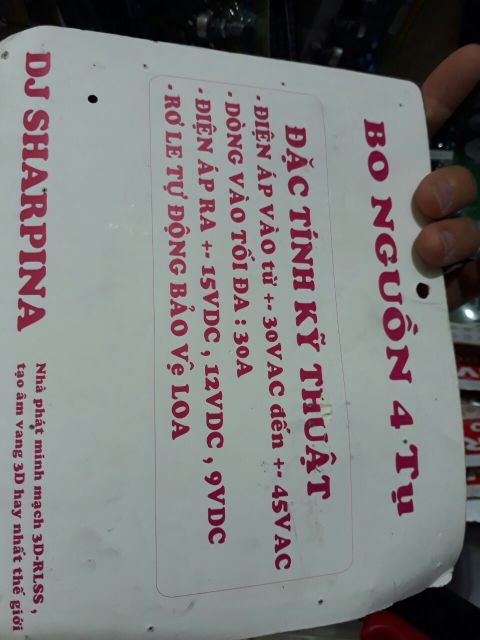 BO NGUỒN 4 Tụ
ĐẶC TÍNH KỸ THUẬT
· ĐIỆN ÁP VÀO từ +- 30VAC đến +- 45VAC
· DÒNG VÀO TỐI ĐA : 30A
· ĐIỆN ÁP RA +- 15VDC , 12VDC , 9VDC
· RƠ LE TỰ ĐỘNG BẢO Vệ LOA
DJ SHARPINA
Nhà phát minh mạch 3D-RLSS ,
tạo âm vang 3D hay nhất thế giới